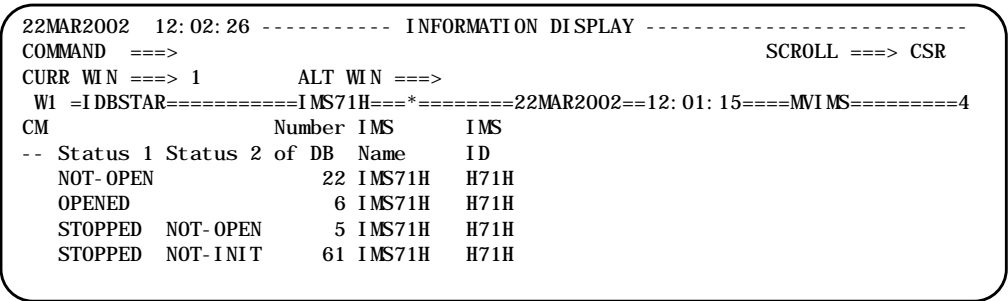 22MAR2002  12:02:26 ----------- INFORMATION DISPLAY ----------------------------
COMMAND  ===>                                                 SCROLL ===> CSR
CURR WIN ===> 1        ALT WIN ===>
 W1 =IDBSTAR===========IMS71H===*========22MAR2002==12:01:15====MVIMS=========4
CM                   Number IMS      IMS
-- Status 1 Status 2 of DB  Name     ID
   NOT-OPEN              22 IMS71H   H71H
   OPENED                 6 IMS71H   H71H
   STOPPED  NOT-OPEN      5 IMS71H   H71H
   STOPPED  NOT-INIT     61 IMS71H   H71H